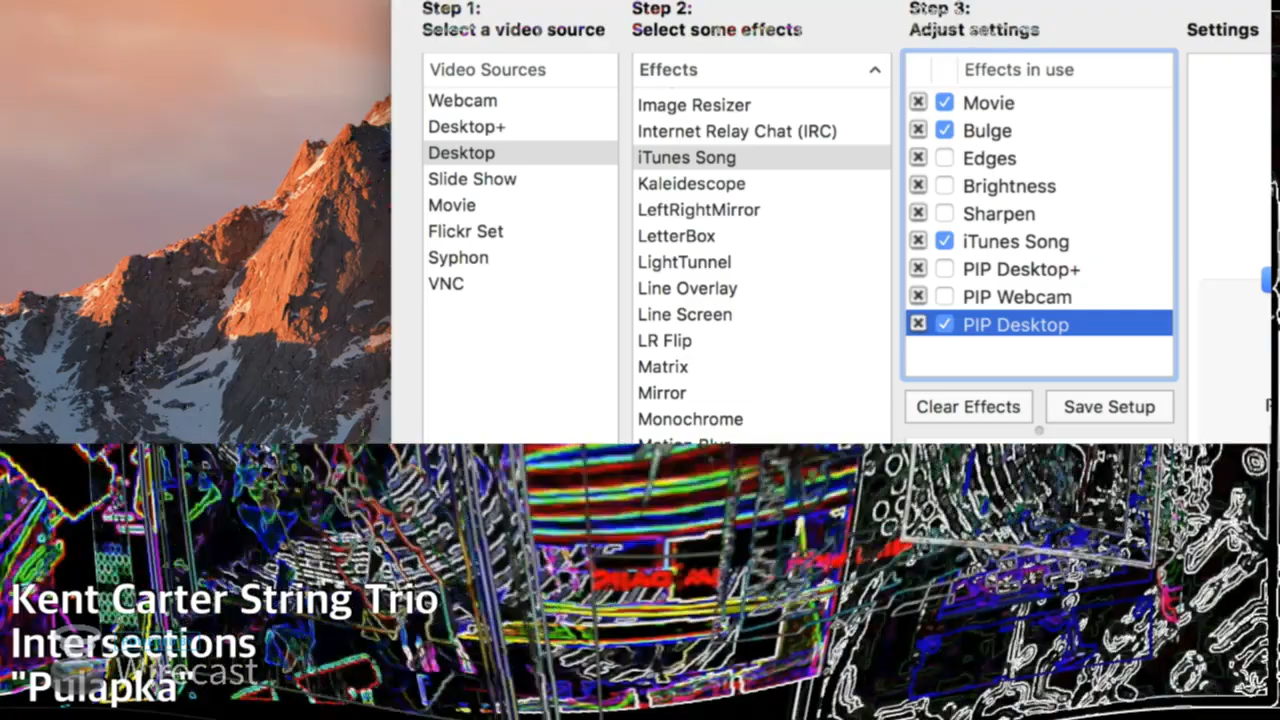 Step 1:
Select a video source
Video Sources
Webcam
Desktop+
Desktop
Slide Show
Movie
Flickr Set
Syphon
VNC
Step 2:
Select some effects
Effects
Image Resizer
Internet Relay Chat (IRC)
iTunes Song
Kaleidescope
LeftRightMirror
LetterBox
LightTunnel
Line Overlay
Line Screen
LR Flip
Matrix
Mirror
Monochrome
Motion Blur
Step 3:
Adjust settings
Effects in use
Movie
Bulge
Edges
Brightness
Sharpen
iTunes Song
PIP Desktop+
PIP Webcam
PIP Desktop
Clear Effects
Save Setup
Settings
Kent Carter String Trio
Intersections
Wirecast
"Pulapka"